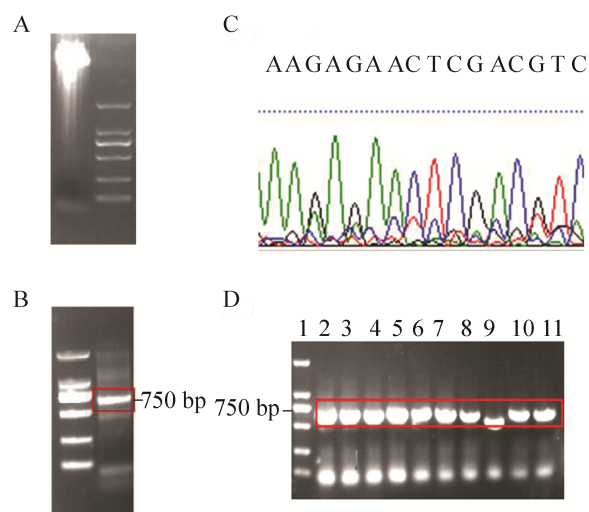 A
C
AAGAGAACTCGACGTC
B
750 bp
D
1 2 3 4 5 6 7 8 9 10 11
750 bp